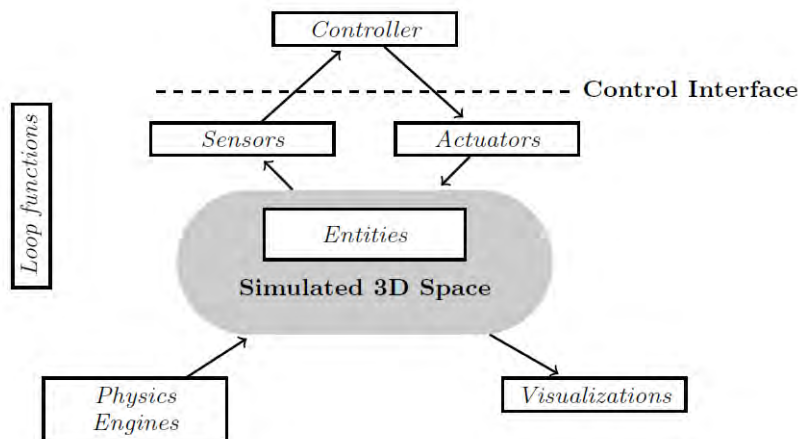 Controller
Control Interface
Sensors
Actuators
Loop functions
Entities
Simulated 3D Space
Physics
Engines
Visualizations